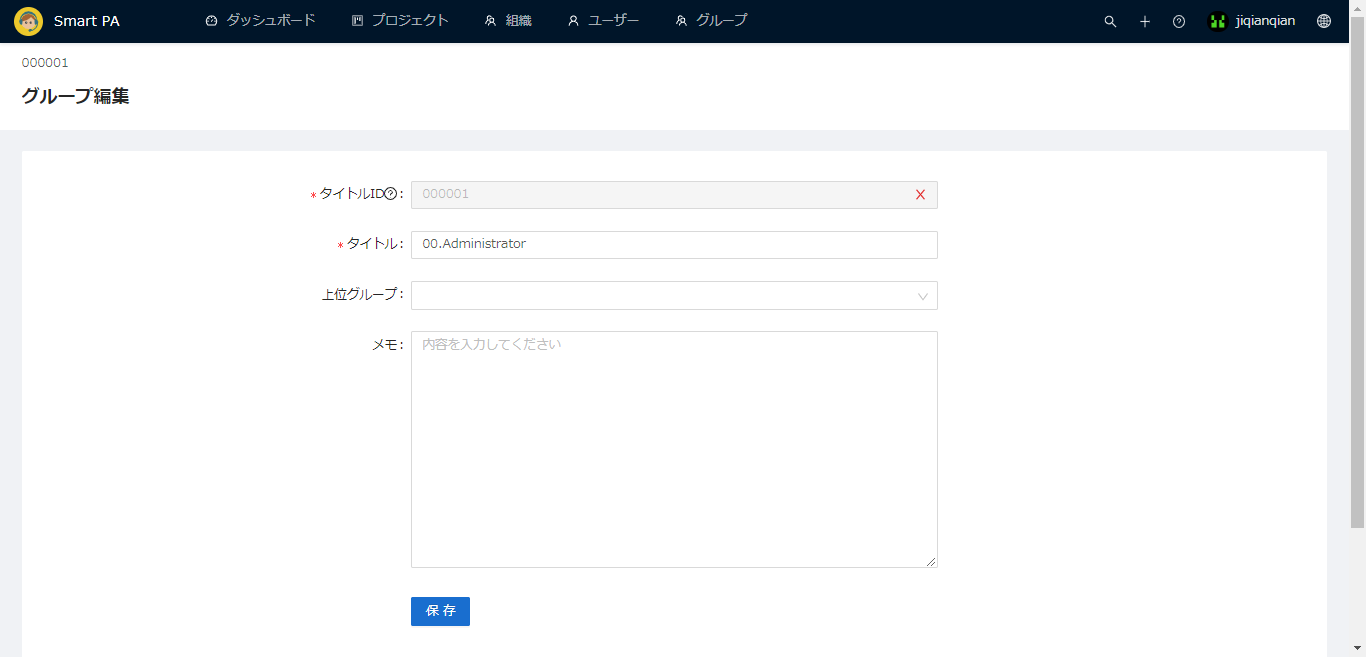 Smart PA ダッシュボード プロジェクト 組織 ユーザー グループ jiqianqian
000001
グループ編集
* タイトルID? : 000001
* タイトル : 00.Administrator
上位グループ :
メモ : 内容を入力してください
保 存